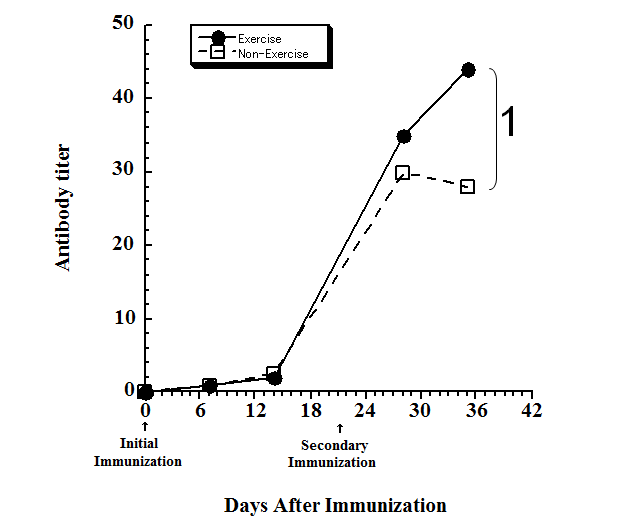 50
Exercise
Non-Exercise
40
1
30
Antibody titer
20
10
0
0 6 12 18 24 30 36 42
Initial
Immunization
Secondary
Immunization
Days After Immunization